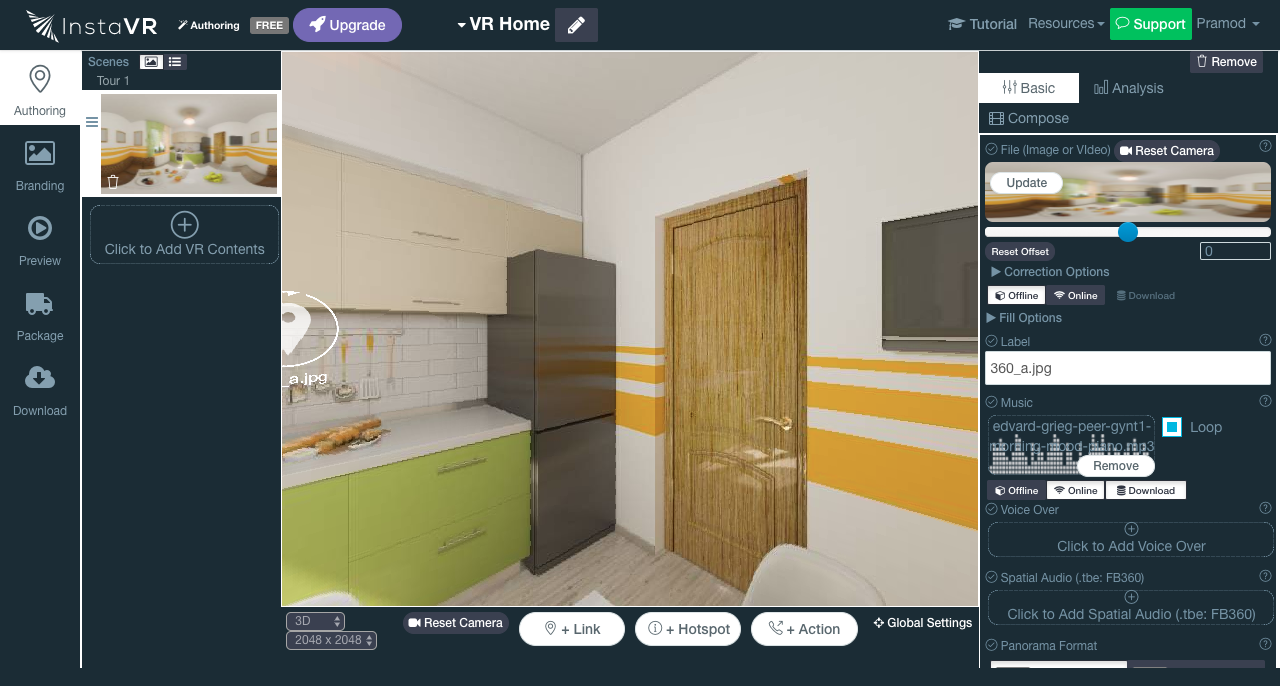 InstaVR
Authoring
FREE
Upgrade
VR Home
Tutorial
Resources
Support
Pramod
Authoring
Branding
Preview
Package
Download
Scenes
Tour 1
Click to Add VR Contents
_a.jpg
3D
2048 x 2048
Reset Camera
+ Link
+ Hotspot
+ Action
Global Settings
Remove
Basic
Analysis
Compose
File (Image or VIdeo)
Reset Camera
Update
Reset Offset
0
Correction Options
Offline
Online
Download
Fill Options
Label
360_a.jpg
Music
edvard-grieg-peer-gynt1-
morning-mood-piano.mp3
Loop
Remove
Offline
Online
Download
Voice Over
Click to Add Voice Over
Spatial Audio (.tbe: FB360)
Click to Add Spatial Audio (.tbe: FB360)
Panorama Format